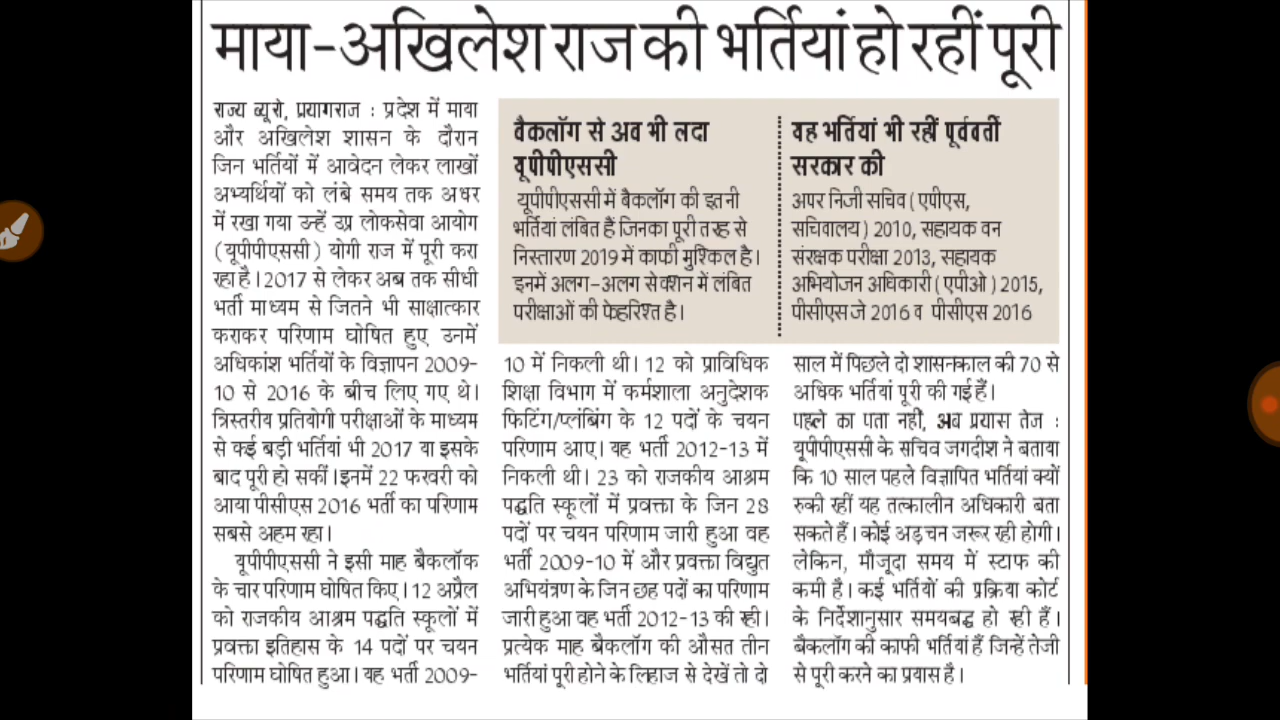 माया-अखिलेश राज की भर्तियां हो रहीं पूरी
राज्य ब्यूरो, प्रयागराज : प्रदेश में माया
और अखिलेश शासन के दौरान
जिन भर्तियों में आवेदन लेकर लाखों
अभ्यर्थियों को लंबे समय तक अधर
में रखा गया उन्हें उप्र लोकसेवा आयोग
(यूपीपीएससी) योगी राज में पूरी करा
रहा है। 2017 से लेकर अब तक सीधी
भर्ती माध्यम से जितने भी साक्षात्कार
कराकर परिणाम घोषित हुए उनमें
अधिकांश भर्तियों के विज्ञापन 2009-
10 से 2016 के बीच लिए गए थे।
त्रिस्तरीय प्रतियोगी परीक्षाओं के माध्यम
से कई बड़ी भर्तियां भी 2017 या इसके
बाद पूरी हो सकीं। इनमें 22 फरवरी को
आया पीसीएस 2016 भर्ती का परिणाम
सबसे अहम रहा।
यूपीपीएससी ने इसी माह बैकलॉक
के चार परिणाम घोषित किए। 12 अप्रैल
को राजकीय आश्रम पद्धति स्कूलों में
प्रवक्ता इतिहास के 14 पदों पर चयन
परिणाम घोषित हुआ। यह भर्ती 2009-
बैकलॉग से अब भी लदा
यूपीपीएससी
यूपीपीएससी में बैकलॉग की इतनी
भर्तियां लंबित हैं जिनका पूरी तरह से
निस्तारण 2019 में काफी मुश्किल है।
इनमें अलग-अलग सेक्शन में लंबित
परीक्षाओं की फेहरिश्त है।
वह भर्तियां भी रहीं पूर्ववर्ती
सरकार की
अपर निजी सचिव (एपीएस,
सचिवालय) 2010, सहायक वन
संरक्षक परीक्षा 2013, सहायक
अभियोजन अधिकारी (एपीओ) 2015,
पीसीएस जे 2016 व पीसीएस 2016
10 में निकली थी। 12 को प्राविधिक
शिक्षा विभाग में कर्मशाला अनुदेशक
फिटिंग/प्लंबिंग के 12 पदों के चयन
परिणाम आए। यह भर्ती 2012-13 में
निकली थी। 23 को राजकीय आश्रम
पद्धति स्कूलों में प्रवक्ता के जिन 28
पदों पर चयन परिणाम जारी हुआ वह
भर्ती 2009-10 में और प्रवक्ता विद्युत
अभियंत्रण के जिन छह पदों का परिणाम
जारी हुआ वह भर्ती 2012-13 की रही।
प्रत्येक माह बैकलॉग की औसत तीन
भर्तियां पूरी होने के लिहाज से देखें तो दो
साल में पिछले दो शासनकाल की 70 से
अधिक भर्तियां पूरी की गई हैं।
पहले का पता नहीं, अब प्रयास तेज :
यूपीपीएससी के सचिव जगदीश ने बताया
कि 10 साल पहले विज्ञापित भर्तियां क्यों
रुकी रहीं यह तत्कालीन अधिकारी बता
सकते हैं। कोई अड़चन जरूर रही होगी।
लेकिन, मौजूदा समय में स्टाफ की
कमी है। कई भर्तियों की प्रक्रिया कोर्ट
के निर्देशानुसार समयबद्ध हो रही हैं।
बैकलॉग की काफी भर्तियां हैं जिन्हें तेजी
से पूरी करने का प्रयास है।